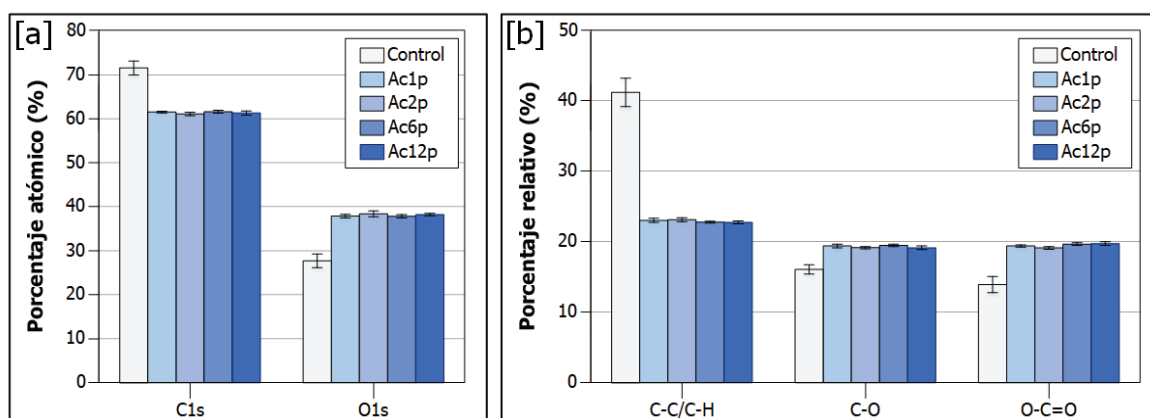 [a]
Porcentaje atómico (%)
80
70
60
50
40
30
20
10
0
C1s
O1s
Control
Ac1p
Ac2p
Ac6p
Ac12p
[b]
Porcentaje relativo (%)
50
40
30
20
10
0
C-C/C-H
C-O
O-C=O
Control
Ac1p
Ac2p
Ac6p
Ac12p